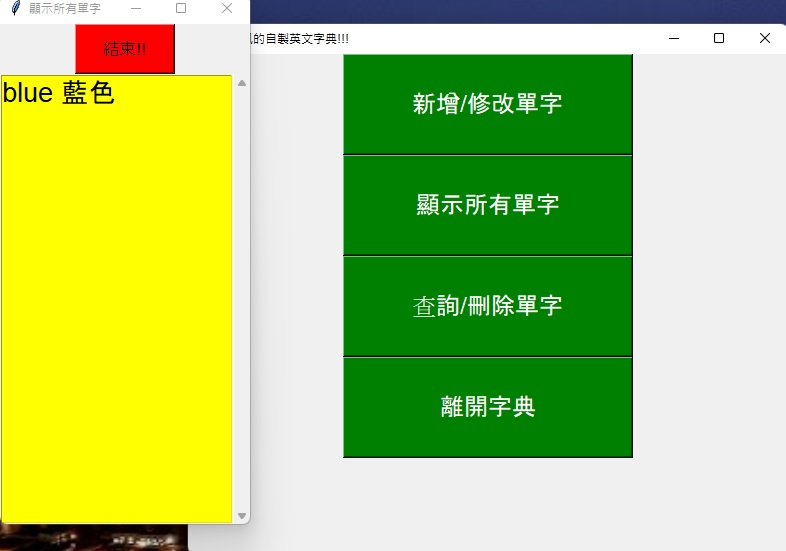 顯示所有單字
結束!!
blue 藍色
的自製英文字典!!!
新增/修改單字
顯示所有單字
查詢/刪除單字
離開字典